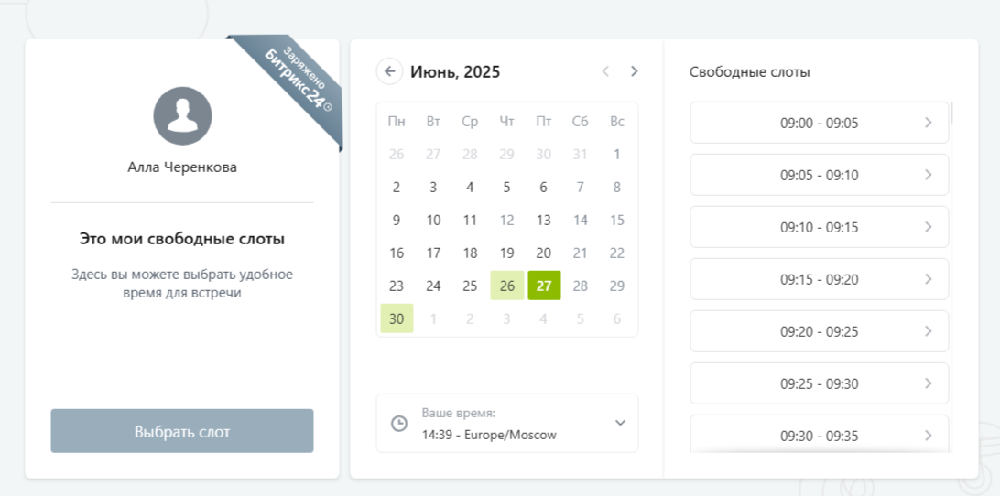 Заряжено
Битрикс24
Алла Черенкова
Это мои свободные слоты
Здесь вы можете выбрать удобное
время для встречи
Выбрать слот
Июнь, 2025
Пн Вт Ср Чт Пт Сб Вс
26 27 28 29 30 31 1
2 3 4 5 6 7 8
9 10 11 12 13 14 15
16 17 18 19 20 21 22
23 24 25 26 27 28 29
30 1 2 3 4 5 6
Ваше время:
14:39 - Europe/Moscow
Свободные слоты
09:00 - 09:05
09:05 - 09:10
09:10 - 09:15
09:15 - 09:20
09:20 - 09:25
09:25 - 09:30
09:30 - 09:35